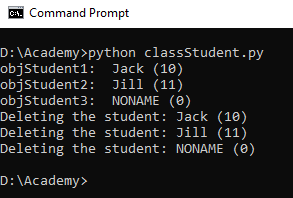 Command Prompt
D:\Academy>python classStudent.py
objStudent1:  Jack (10)
objStudent2:  Jill (11)
objStudent3:  NONAME (0)
Deleting the student: Jack (10)
Deleting the student: Jill (11)
Deleting the student: NONAME (0)
D:\Academy>